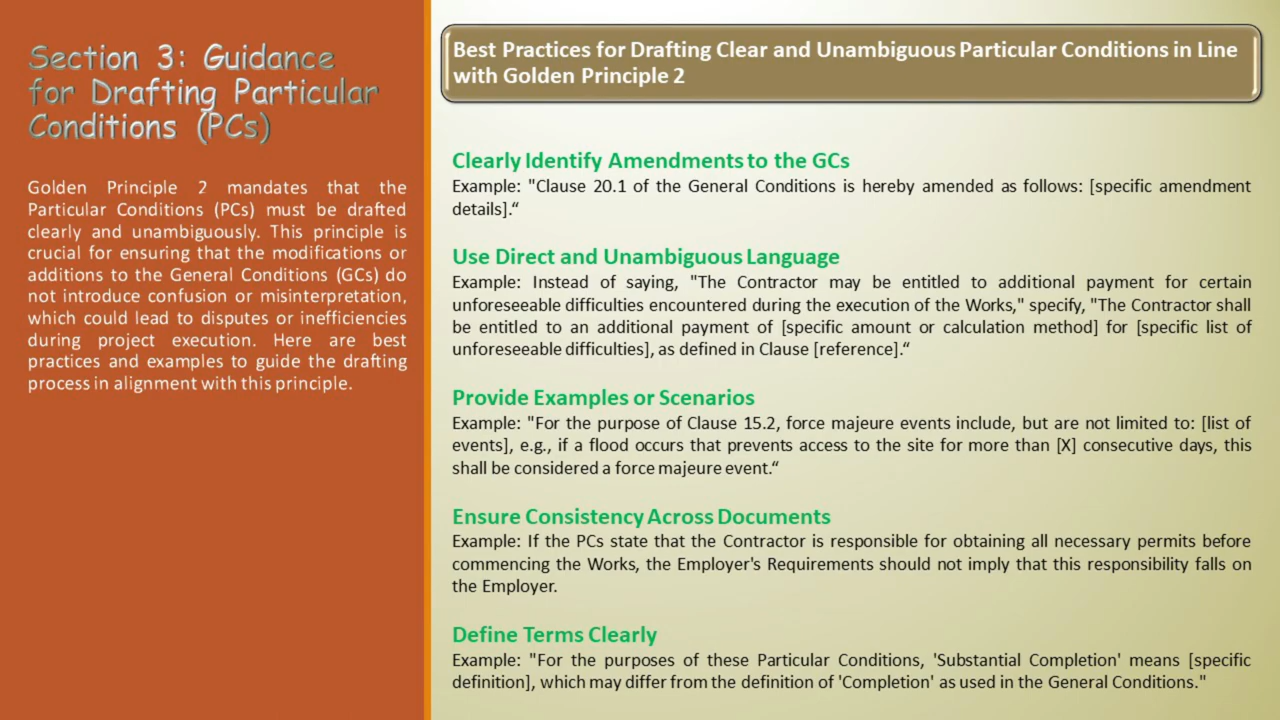 Section 3: Guidance
for Drafting Particular
Conditions (PCs)
Golden Principle 2 mandates that the
Particular Conditions (PCs) must be drafted
clearly and unambiguously. This principle is
crucial for ensuring that the modifications or
additions to the General Conditions (GCs) do
not introduce confusion or misinterpretation,
which could lead to disputes or inefficiencies
during project execution. Here are best
practices and examples to guide the drafting
process in alignment with this principle.
Best Practices for Drafting Clear and Unambiguous Particular Conditions in Line
with Golden Principle 2
Clearly Identify Amendments to the GCs
Example: "Clause 20.1 of the General Conditions is hereby amended as follows: [specific amendment
details].“
Use Direct and Unambiguous Language
Example: Instead of saying, "The Contractor may be entitled to additional payment for certain
unforeseeable difficulties encountered during the execution of the Works," specify, "The Contractor shall
be entitled to an additional payment of [specific amount or calculation method] for [specific list of
unforeseeable difficulties], as defined in Clause [reference].“
Provide Examples or Scenarios
Example: "For the purpose of Clause 15.2, force majeure events include, but are not limited to: [list of
events], e.g., if a flood occurs that prevents access to the site for more than [X] consecutive days, this
shall be considered a force majeure event.“
Ensure Consistency Across Documents
Example: If the PCs state that the Contractor is responsible for obtaining all necessary permits before
commencing the Works, the Employer's Requirements should not imply that this responsibility falls on
the Employer.
Define Terms Clearly
Example: "For the purposes of these Particular Conditions, 'Substantial Completion' means [specific
definition], which may differ from the definition of 'Completion' as used in the General Conditions."